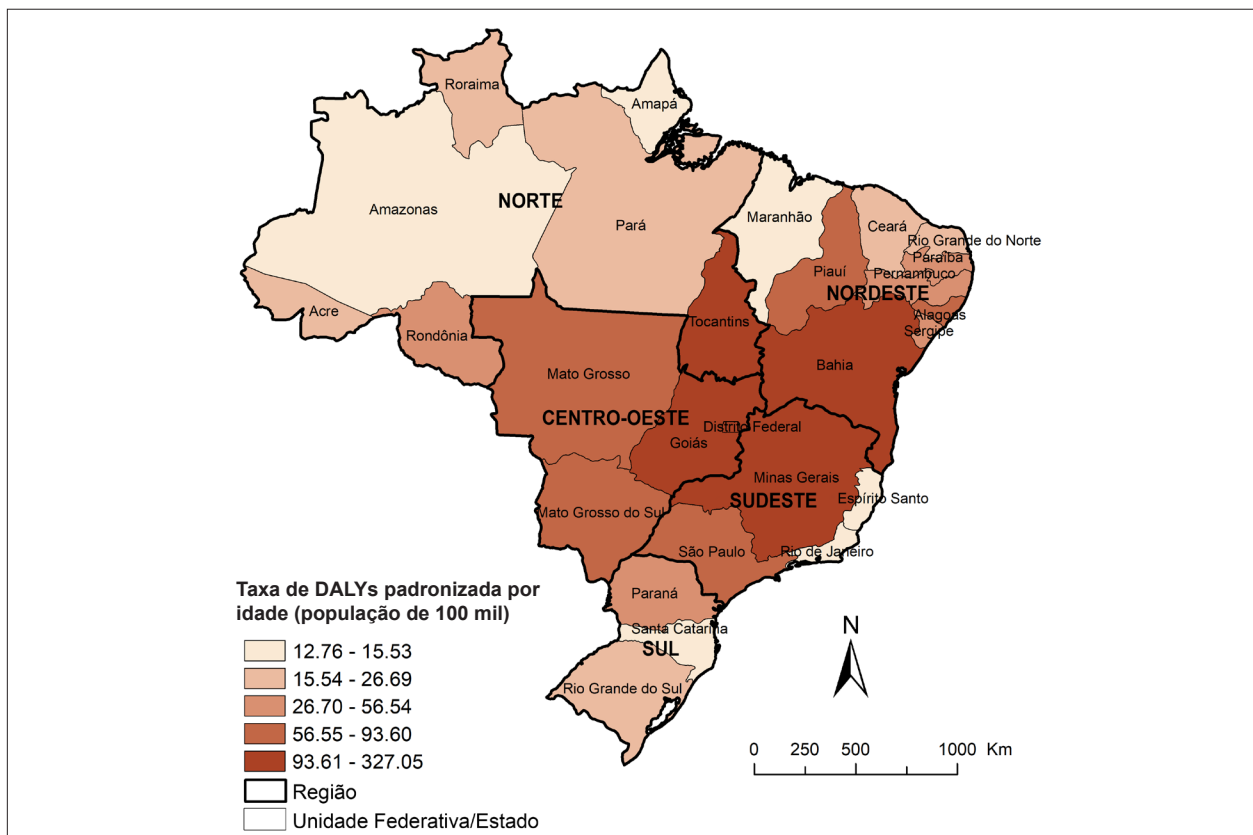 Roraima
Amapá
Amazonas
NORTE
Pará
Maranhão
Ceará
Rio Grande do Norte
Paraíba
Piauí
Pernambuco
NORDESTE
Acre
Rondônia
Tocantins
Alagoas
Sergipe
Bahia
Mato Grosso
CENTRO-OESTE
Distrito Federal
Goiás
Minas Gerais
SUDESTE
Espírito Santo
Mato Grosso do Sul
São Paulo
Rio de Janeiro
Paraná
Santa Catarina
SUL
Rio Grande do Sul
Taxa de DALYs padronizada por
idade (população de 100 mil)
12.76 - 15.53
15.54 - 26.69
26.70 - 56.54
56.55 - 93.60
93.61 - 327.05
Região
Unidade Federativa/Estado
N
0 250 500 1000 Km